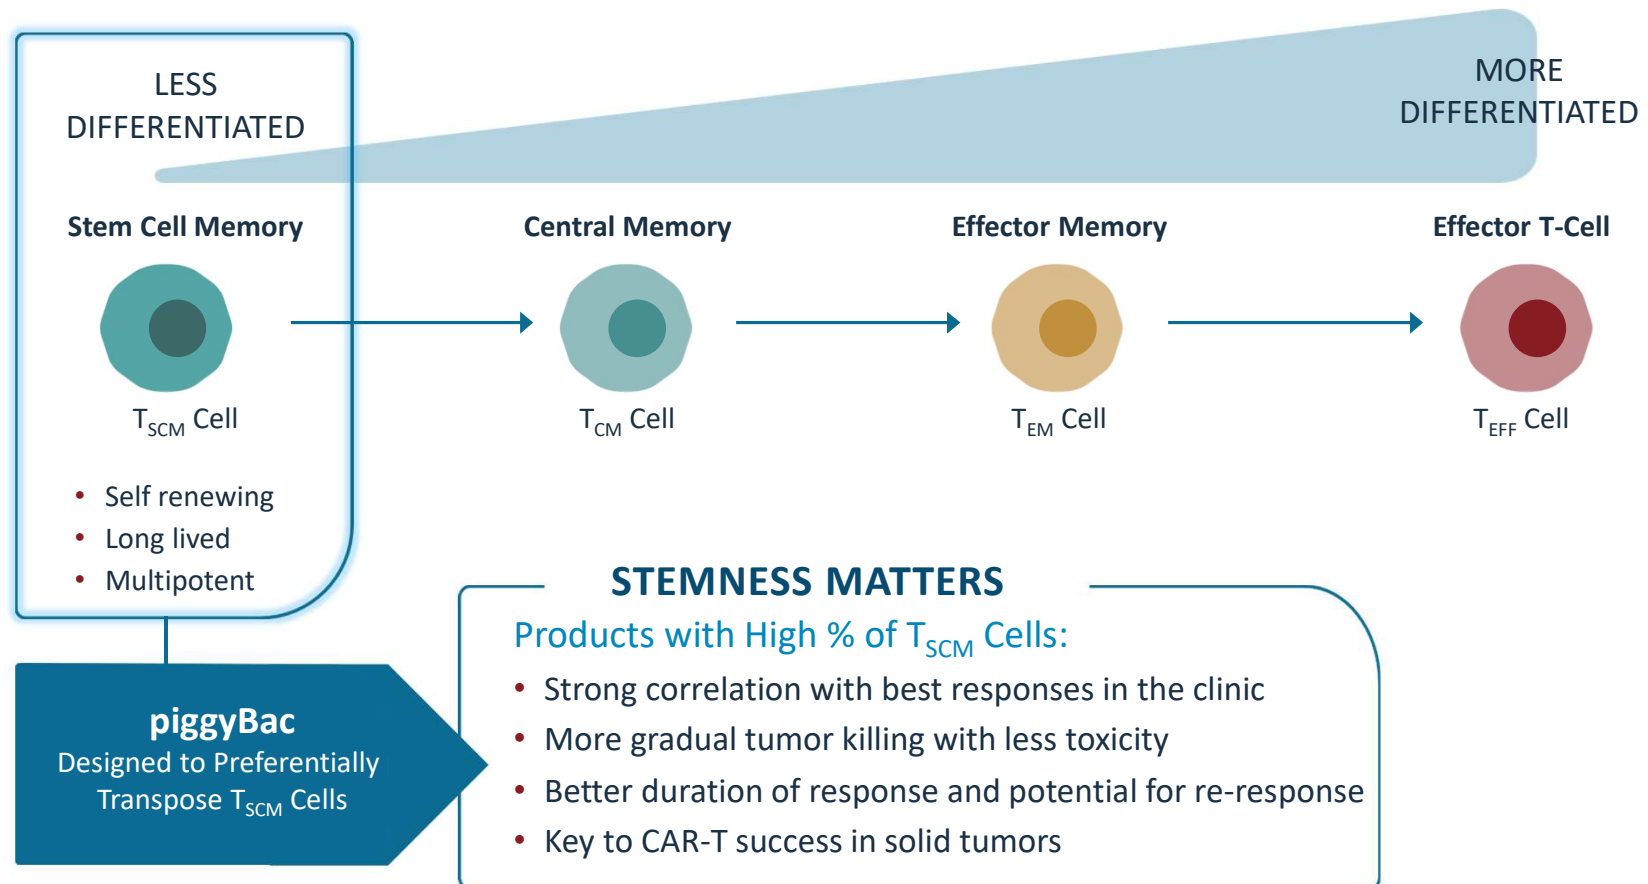 LESS
DIFFERENTIATED
MORE
DIFFERENTIATED
Stem Cell Memory
Central Memory
Effector Memory
Effector T-Cell
TSCM Cell
TCM Cell
TEM Cell
TEFF Cell
• Self renewing
• Long lived
• Multipotent
piggyBac
Designed to Preferentially
Transpose TSCM Cells
STEMNESS MATTERS
Products with High % of TSCM Cells:
• Strong correlation with best responses in the clinic
• More gradual tumor killing with less toxicity
• Better duration of response and potential for re-response
• Key to CAR-T success in solid tumors